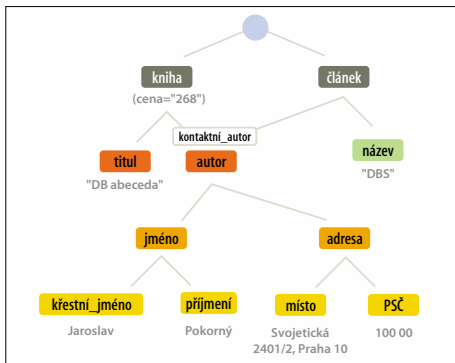 kniha
článek
(cena="268")
kontaktní_autor
titul
autor
název
"DB abeceda"
"DBS"
jméno
adresa
křestní_jméno
příjmení
místo
PSČ
Jaroslav
Pokorný
Svojetická
2401/2, Praha 10
100 00